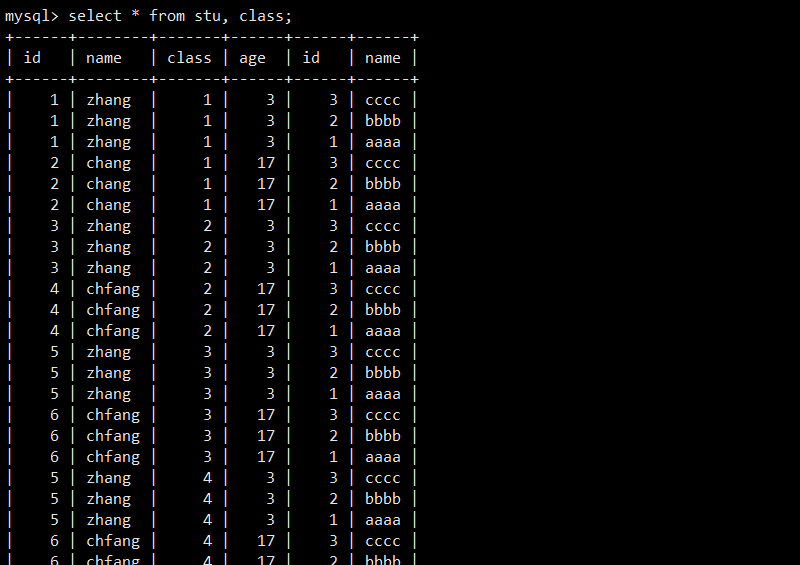 mysql> select * from stu, class;
+------+--------+-------+------+------+------+
| id   | name   | class | age  | id   | name |
+------+--------+-------+------+------+------+
|    1 | zhang  |     1 |    3 |    3 | cccc |
|    1 | zhang  |     1 |    3 |    2 | bbbb |
|    1 | zhang  |     1 |    3 |    1 | aaaa |
|    2 | chang  |     1 |   17 |    3 | cccc |
|    2 | chang  |     1 |   17 |    2 | bbbb |
|    2 | chang  |     1 |   17 |    1 | aaaa |
|    3 | zhang  |     2 |    3 |    3 | cccc |
|    3 | zhang  |     2 |    3 |    2 | bbbb |
|    3 | zhang  |     2 |    3 |    1 | aaaa |
|    4 | chfang |     2 |   17 |    3 | cccc |
|    4 | chfang |     2 |   17 |    2 | bbbb |
|    4 | chfang |     2 |   17 |    1 | aaaa |
|    5 | zhang  |     3 |    3 |    3 | cccc |
|    5 | zhang  |     3 |    3 |    2 | bbbb |
|    5 | zhang  |     3 |    3 |    1 | aaaa |
|    6 | chfang |     3 |   17 |    3 | cccc |
|    6 | chfang |     3 |   17 |    2 | bbbb |
|    6 | chfang |     3 |   17 |    1 | aaaa |
|    5 | zhang  |     4 |    3 |    3 | cccc |
|    5 | zhang  |     4 |    3 |    2 | bbbb |
|    5 | zhang  |     4 |    3 |    1 | aaaa |
|    6 | chfang |     4 |   17 |    3 | cccc |
|    6 | chfang |     4 |   17 |    2 | bbbb |